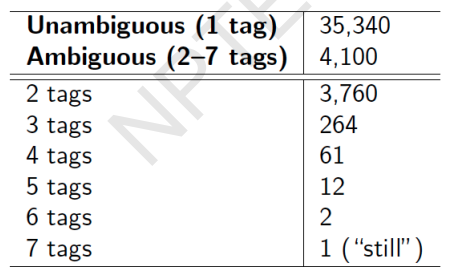 Unambiguous (1 tag) 35,340
Ambiguous (2–7 tags) 4,100
2 tags 3,760
3 tags 264
4 tags 61
5 tags 12
6 tags 2
7 tags 1 (“still”)
NPTE